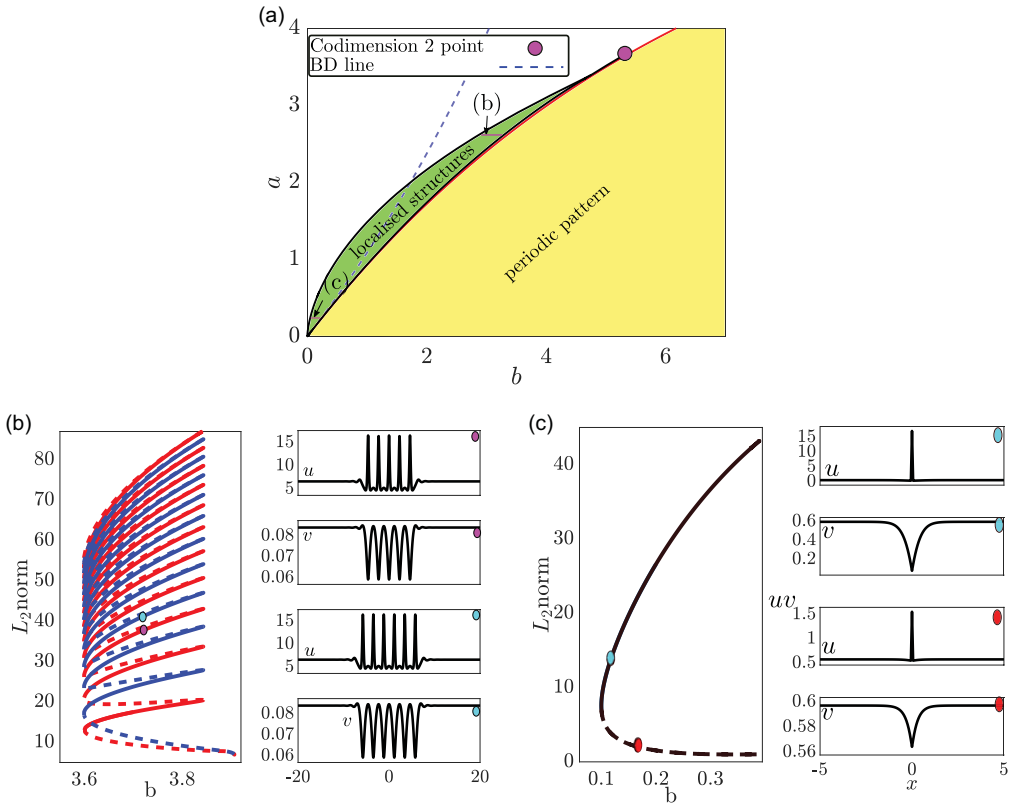 (a)
4
Codimension 2 point
BD line
3
(b)
a
2
localised structures
periodic pattern
1
(c)
0
0 2 4 6
b
(b)
80
70
60
50
40
30
20
10
L2norm
3.6 3.8
b
15
10
5
u
0.08
0.07
0.06
v
15
10
5
u
0.08
0.07
0.06
v
-20 0 20
(c)
40
30
20
10
0
L2norm
0.1 0.2 0.3
b
15
10
5
0
u
0.6
0.4
0.2
v
uv
1.5
1.0
0.5
u
0.6
0.58
0.56
v
-5 0 5
x